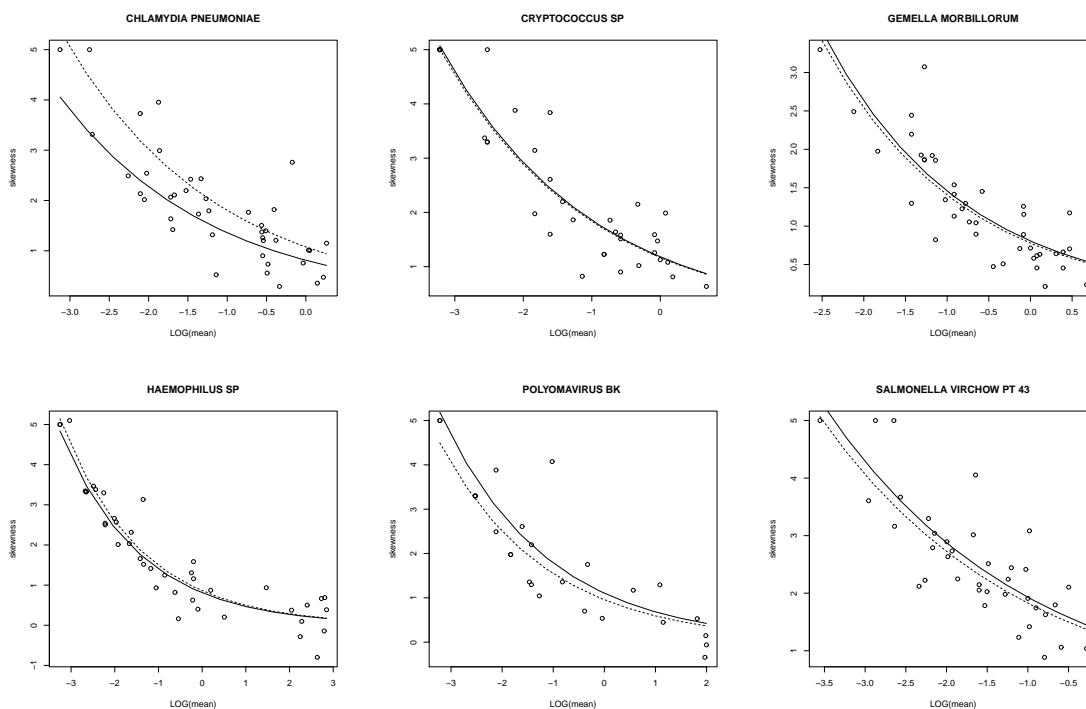 CHLAMYDIA PNEUMONIAE
skewness
5
4
3
2
1
−3.0 −2.5 −2.0 −1.5 −1.0 −0.5 0.0
LOG(mean)
CRYPTOCOCCUS SP
skewness
5
4
3
2
1
−3 −2 −1 0
LOG(mean)
GEMELLA MORBILLORUM
skewness
3.0
2.5
2.0
1.5
1.0
0.5
−2.5 −2.0 −1.5 −1.0 −0.5 0.0 0.5
LOG(mean)
HAEMOPHILUS SP
skewness
5
4
3
2
1
0
−1
−3 −2 −1 0 1 2 3
LOG(mean)
POLYOMAVIRUS BK
skewness
5
4
3
2
1
0
−3 −2 −1 0 1 2
LOG(mean)
SALMONELLA VIRCHOW PT 43
skewness
5
4
3
2
1
−3.5 −3.0 −2.5 −2.0 −1.5 −1.0 −0.5
LOG(mean)